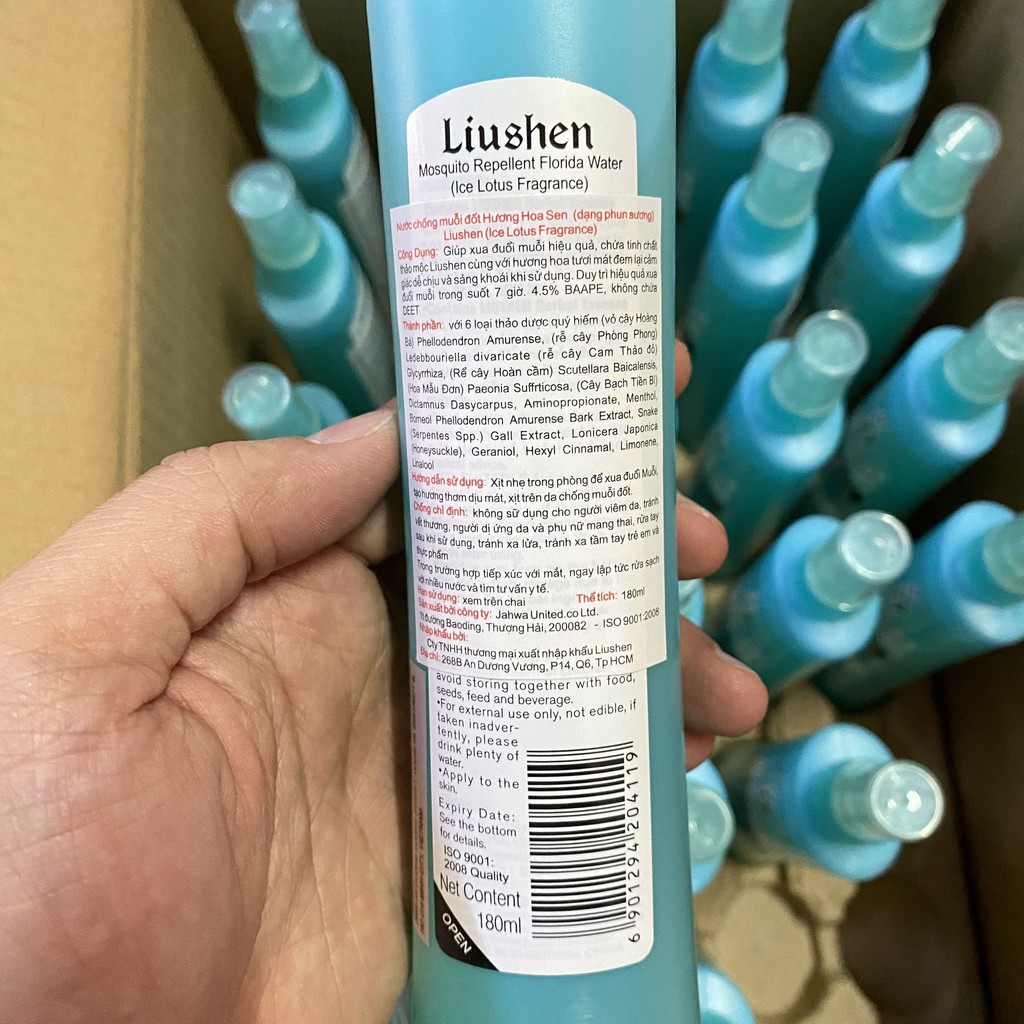 Liushen
Mosquito Repellent Florida Water
(Ice Lotus Fragrance)
Nước chống muỗi đốt Hương Hoa Sen (dạng phun sương)
Liushen (Ice Lotus Fragrance)
Công Dụng: Giúp xua đuổi muỗi hiệu quả, chứa tinh chất
thảo mộc Liushen cùng với hương hoa tươi mát đem lại cảm
giác dễ chịu và sảng khoái khi sử dụng. Duy trì hiệu quả xua
đuổi muỗi trong suốt 7 giờ. 4.5% BAAPE, không chứa
DEET
Thành phần: với 6 loại thảo dược quý hiếm (vỏ cây Hoàng
Bá) Phellodendron Amurense, (rễ cây Phòng Phong)
Ledebbouriella divaricate (rễ cây Cam Thảo đỏ)
Glycyrrhiza, (Rể cây Hoàn cầm) Scutellara Baicalensis,
(Hoa Mẫu Đơn) Paeonia Suffrticosa, (Cây Bạch Tiền Bì)
Dictamnus Dasycarpus, Aminopropionate, Menthol,
Borneol Phellodendron Amurense Bark Extract, Snake
(Serpentes Spp.) Gall Extract, Lonicera Japonica
(Honeysuckle), Geraniol, Hexyl Cinnamal, Limonene,
Linalool
Hướng dẫn sử dụng: Xịt nhẹ trong phòng để xua đuổi Muỗi,
tạo hương thơm dịu mát, xịt trên da chống muỗi đốt.
Chống chỉ định: không sữ dụng cho người viêm da, tránh
vết thương, người dị ứng da và phụ nữ mang thai, rửa tay
sau khi sử dụng, tránh xa lửa, tránh xa tầm tay trẻ em và
thực phẩm
Trong trường hợp tiếp xúc với mắt, ngay lập tức rửa sạch
với nhiều nước và tìm tư vấn y tế.
Hạn sử dụng: xem trên chai Thể tích: 180ml
Sản xuất bởi công ty: Jahwa United.co Ltd.
đường Baoding, Thượng Hải, 200082 - ISO 9001:2008
Nhập khẩu bởi:
Cty TNHH thương mại xuất nhập khẩu Liushen
Địa chỉ: 268B An Dương Vương, P14, Q6, Tp HCM
avoid storing together with food,
seeds, feed and beverage.
*For external use only, not edible, if
taken inadver-
tently, please
drink plenty of
water.
*Apply to the
skin.
Expiry Date:
See the bottom
for details.
ISO 9001:
2008 Quality
Net Content
180ml
OPEN
6 901294 204119